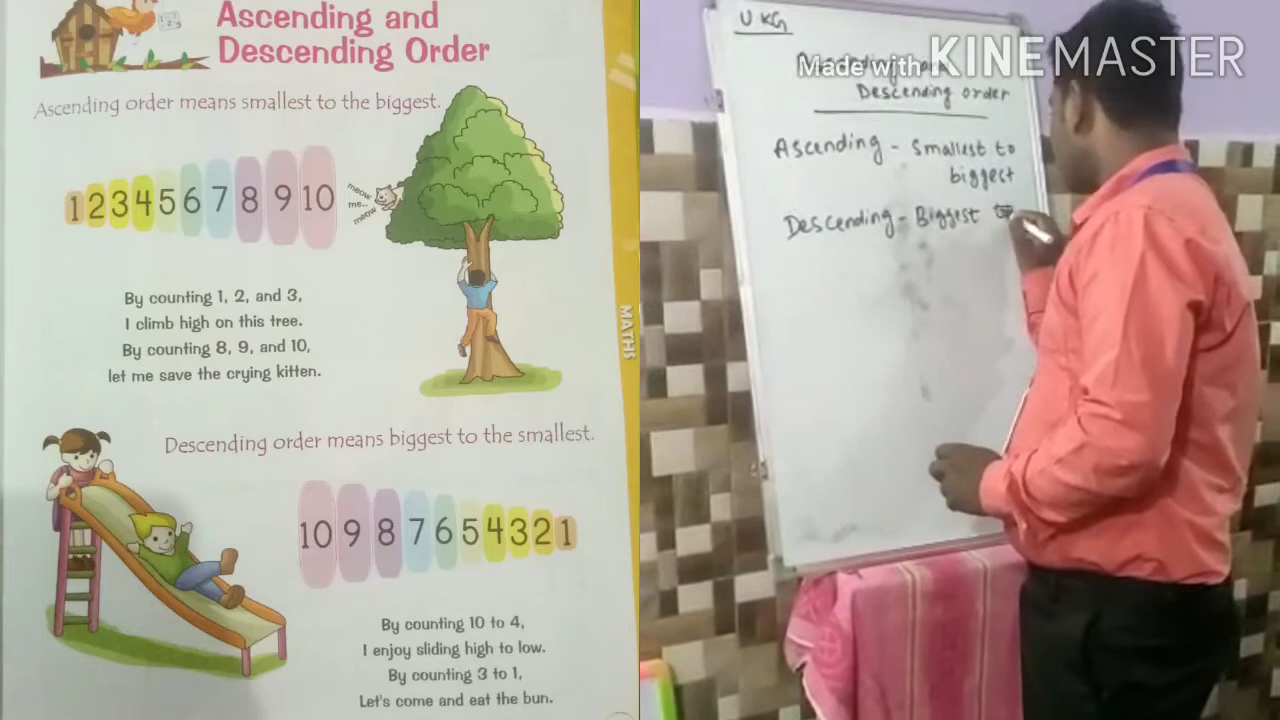 Ascending and
Descending Order
Ascending order means smallest to the biggest.
1 2 3 4 5 6 7 8 9 10
meow
me..
meow
By counting 1, 2, and 3,
I climb high on this tree.
By counting 8, 9, and 10,
let me save the crying kitten.
MATHS
Descending order means biggest to the smallest.
10 9 8 7 6 5 4 3 2 1
By counting 10 to 4,
I enjoy sliding high to low.
By counting 3 to 1,
Let's come and eat the bun.
UKG
Made with KINEMASTER
Descending order
Ascending - Smallest to
biggect
Descending - Biggest